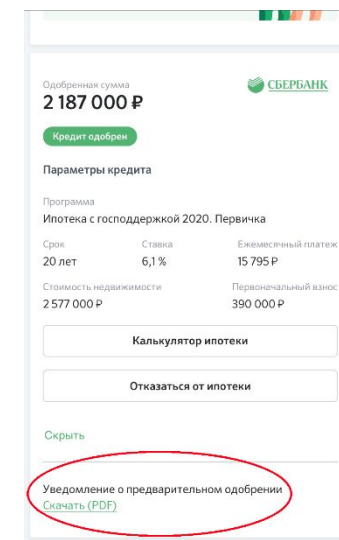 Одобренная сумма
2 187 000 ₽
СБЕРБАНК
Кредит одобрен
Параметры кредита
Программа
Ипотека с господдержкой 2020. Первичка
Срок Ставка Ежемесячный платеж
20 лет 6,1 % 15 795 ₽
Стоимость недвижимости Первоначальный взнос
2 577 000 ₽ 390 000 ₽
Калькулятор ипотеки
Отказаться от ипотеки
Скрыть
Уведомление о предварительном одобрении
Скачать (PDF)